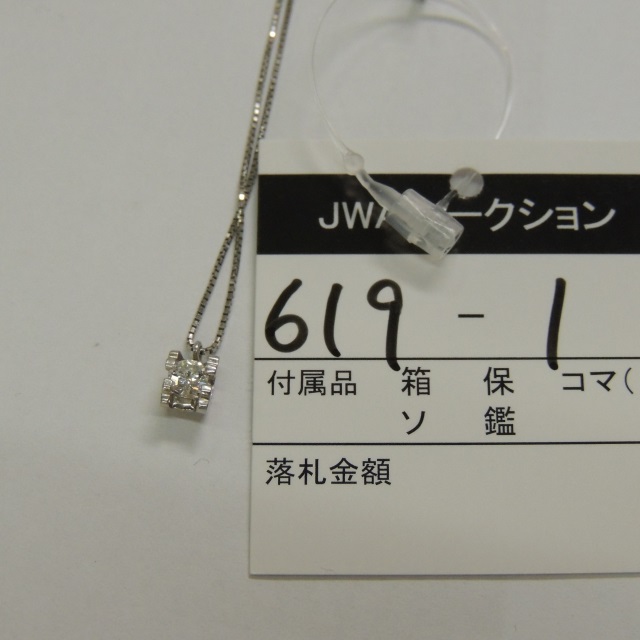 JWA ークション
619 - 1
付属品 箱 保 コマ(
ソ 鑑
落札金額